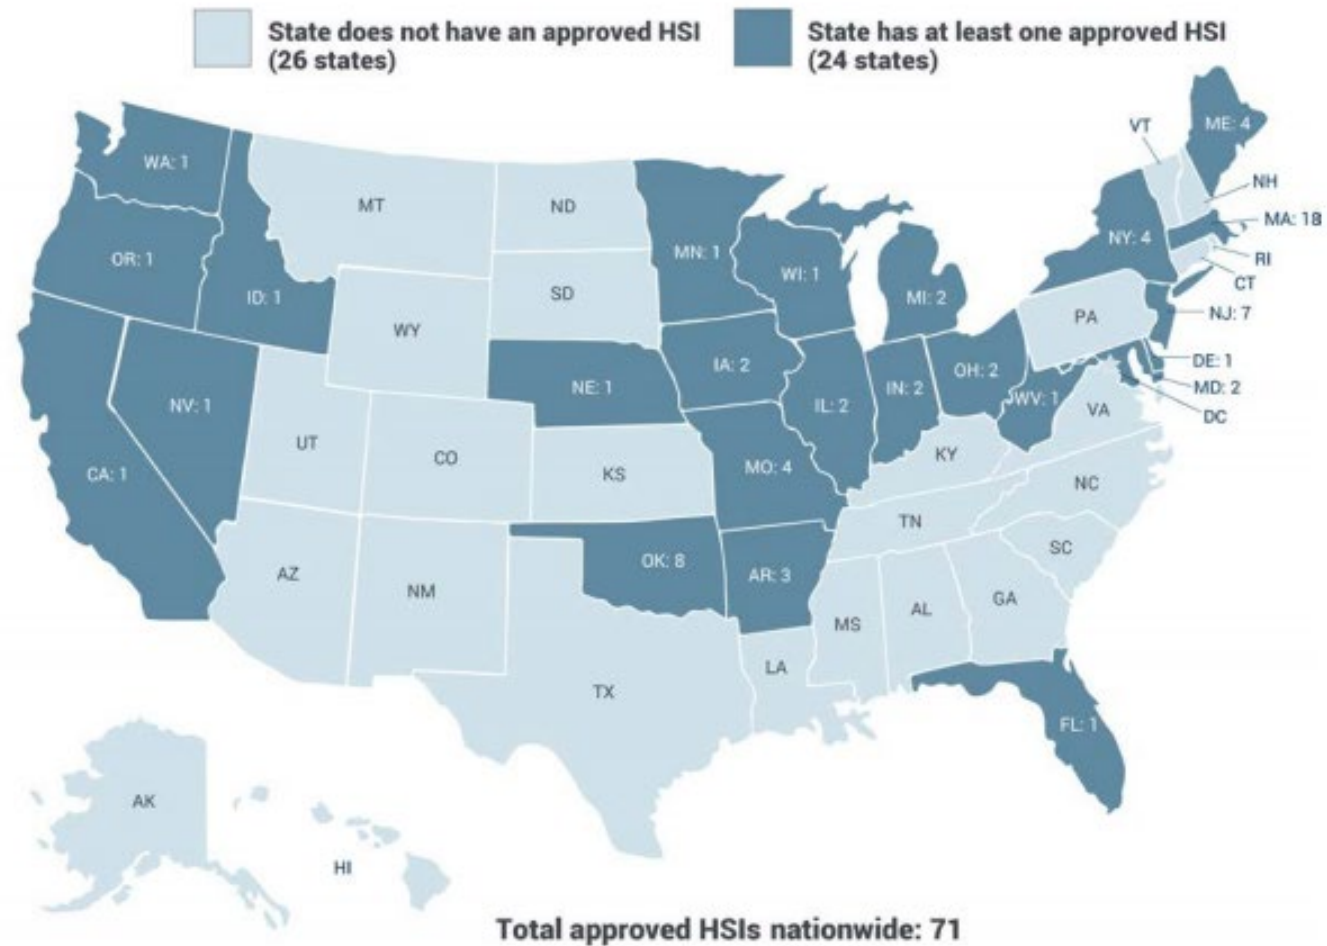 State does not have an approved HSI
(26 states)
State has at least one approved HSI
(24 states)
VT
ME: 4
WA: 1
NH
MT
ND
MA: 18
OR: 1
MN: 1
NY: 4
RI
ID: 1
SD
WI: 1
CT
MI: 2
NJ: 7
WY
PA
IA: 2
DE: 1
NE: 1
OH: 2
MD: 2
NV: 1
IL: 2
IN: 2
WV: 1
VA
DC
UT
CO
KY
CA: 1
KS
MO: 4
NC
TN
SC
OK: 8
AR: 3
AZ
NM
GA
AL
MS
LA
TX
FL: 1
AK
HI
Total approved HSIs nationwide: 71